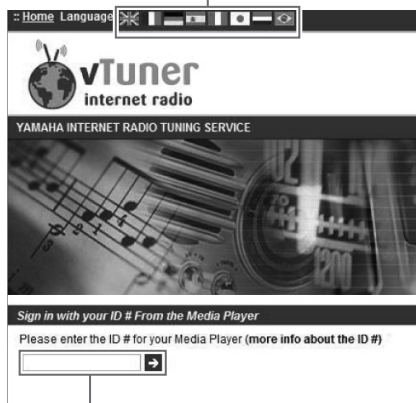 :: Home Language
vTuner
internet radio
YAMAHA INTERNET RADIO TUNING SERVICE
Sign in with your ID # From the Media Player
Please enter the ID # for your Media Player (more info about the ID #)